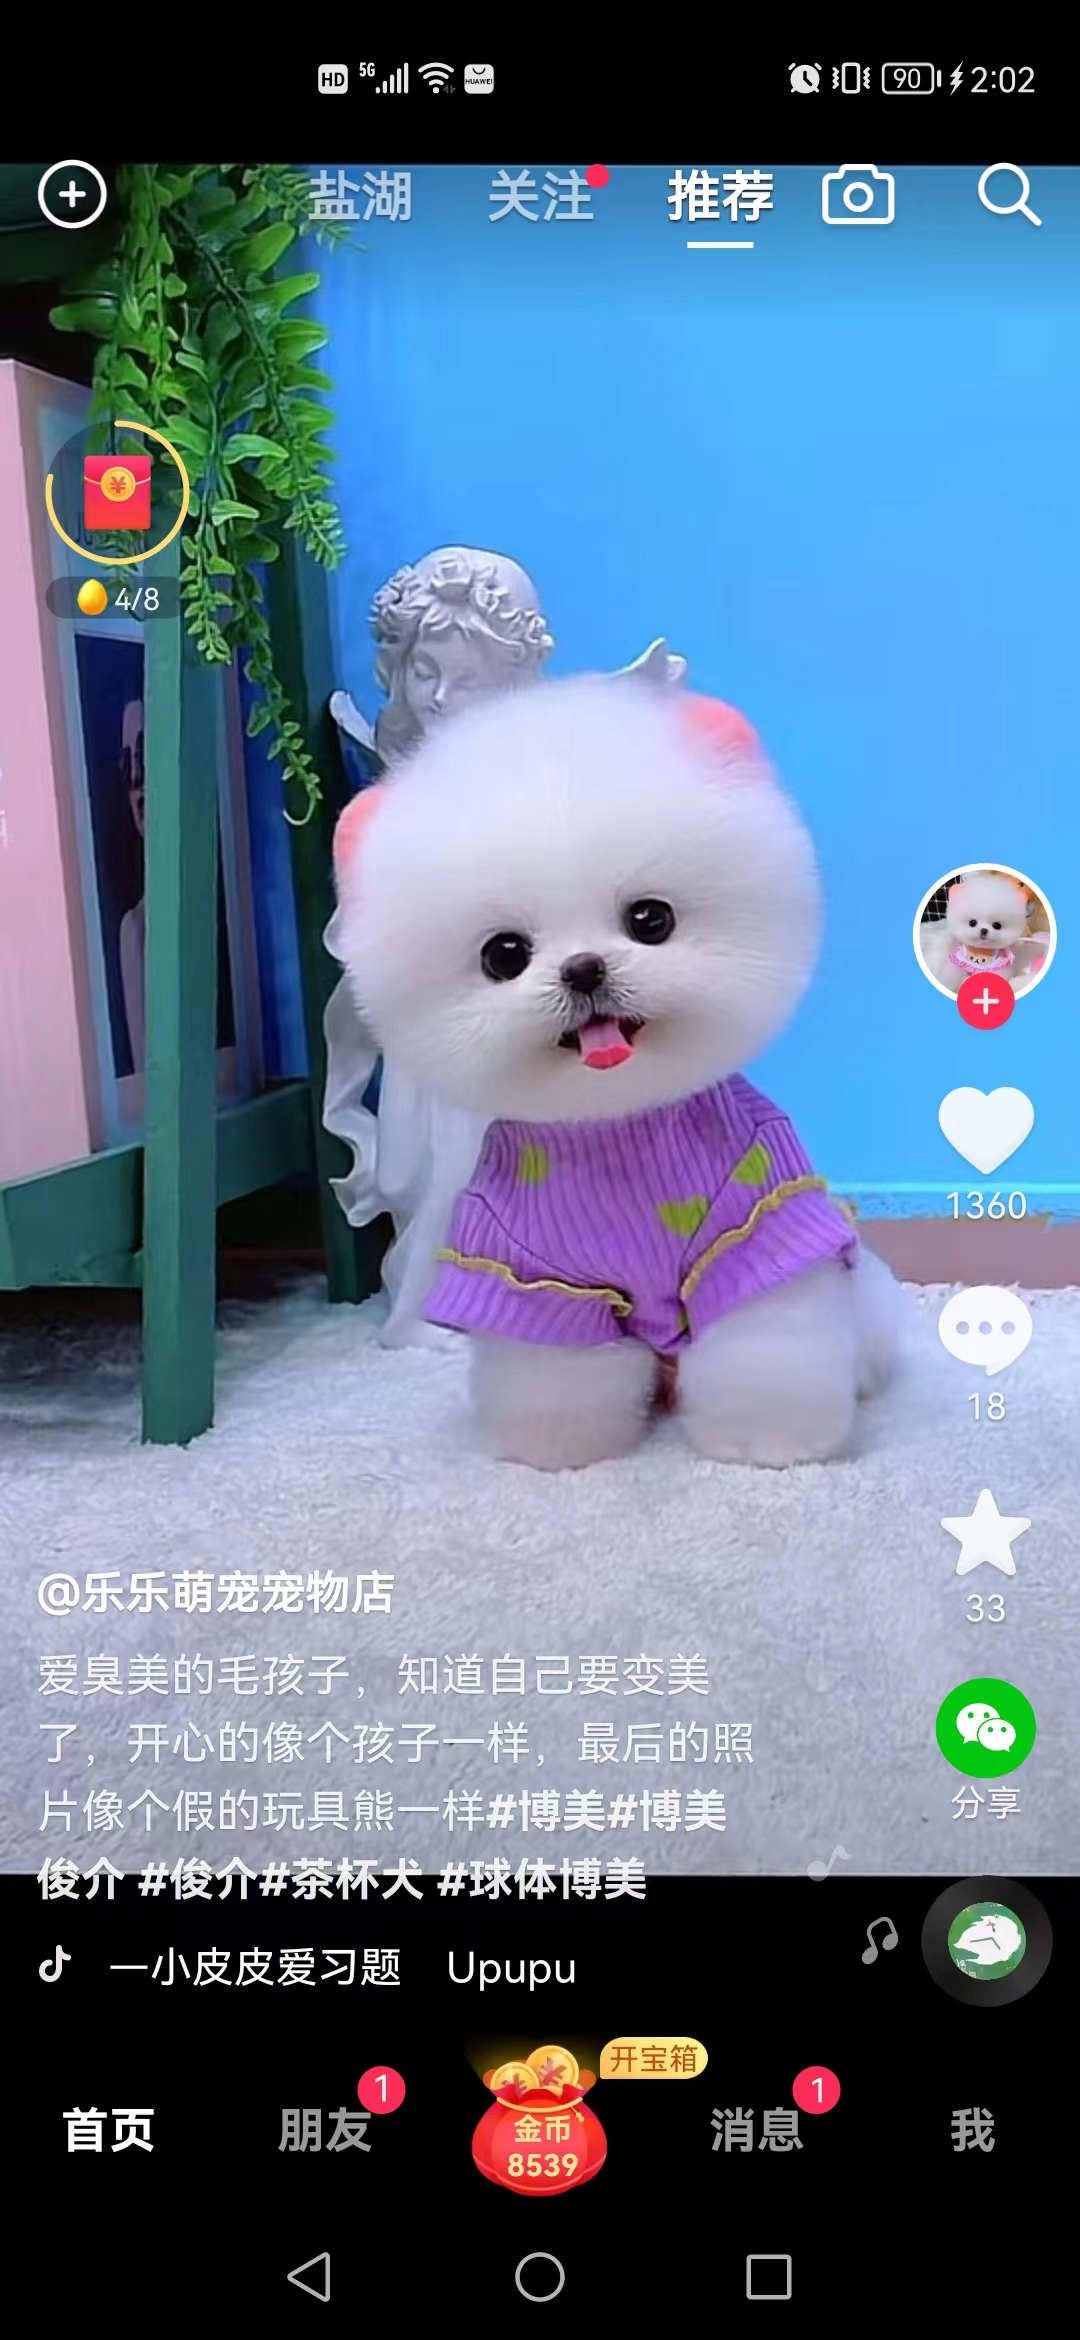 HD 5G HUAWEI 90 2:02
盐湖 关注 推荐
4/8
1360
18
33
分享
@乐乐萌宠宠物店
爱臭美的毛孩子，知道自己要变美
了，开心的像个孩子一样，最后的照
片像个假的玩具熊一样#博美#博美
俊介 #俊介#茶杯犬 #球体博美
一小皮皮爱习题 Upupu
开宝箱
首页 朋友 1 金币 8539 消息 1 我